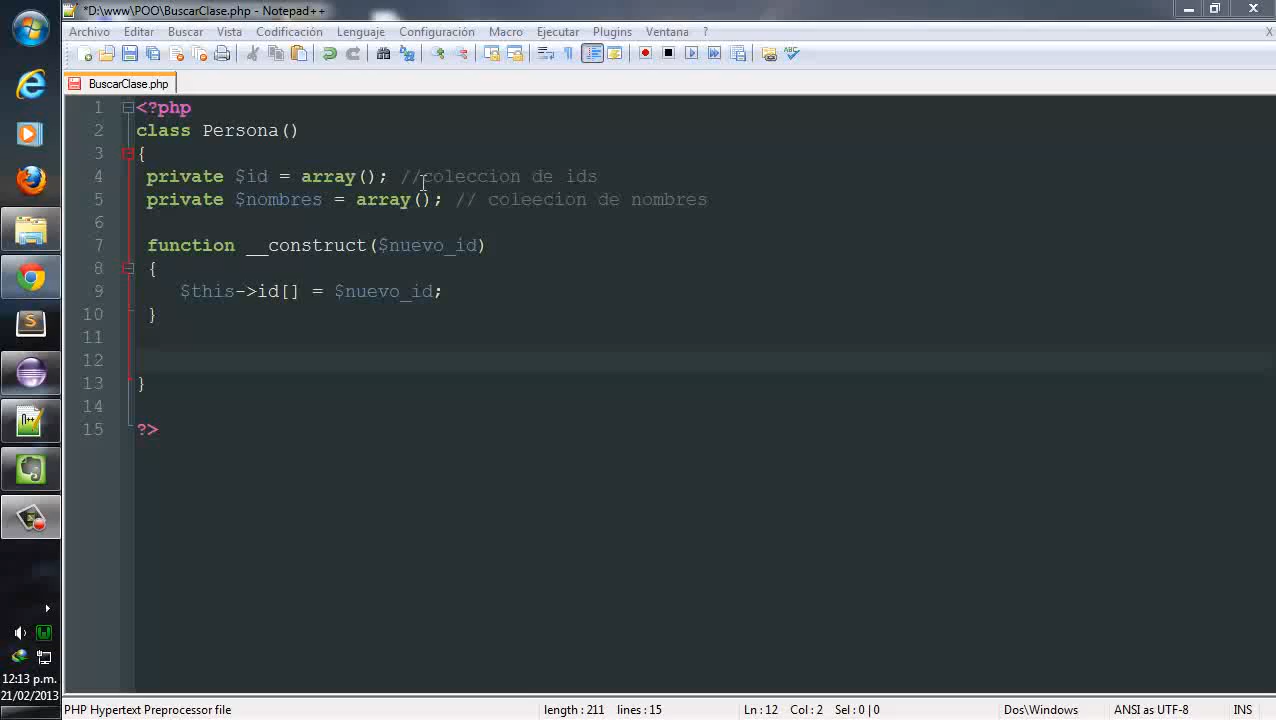 *D:\www\POO\BuscarClase.php - Notepad++
Archivo Editar Buscar Vista Codificación Lenguaje Configuración Macro Ejecutar Plugins Ventana ? X
BuscarClase.php
1 <?php
2 class Persona()
3 {
4 private $id = array(); //coleccion de ids
5 private $nombres = array(); // coleecion de nombres
6
7 function __construct($nuevo_id)
8 {
9 $this->id[] = $nuevo_id;
10 }
11
12
13 }
14
15 ?>
12:13 p.m.
21/02/2013
PHP Hypertext Preprocessor file length : 211 lines : 15 Ln : 12 Col : 2 Sel : 0 | 0 Dos\Windows ANSI as UTF-8 INS